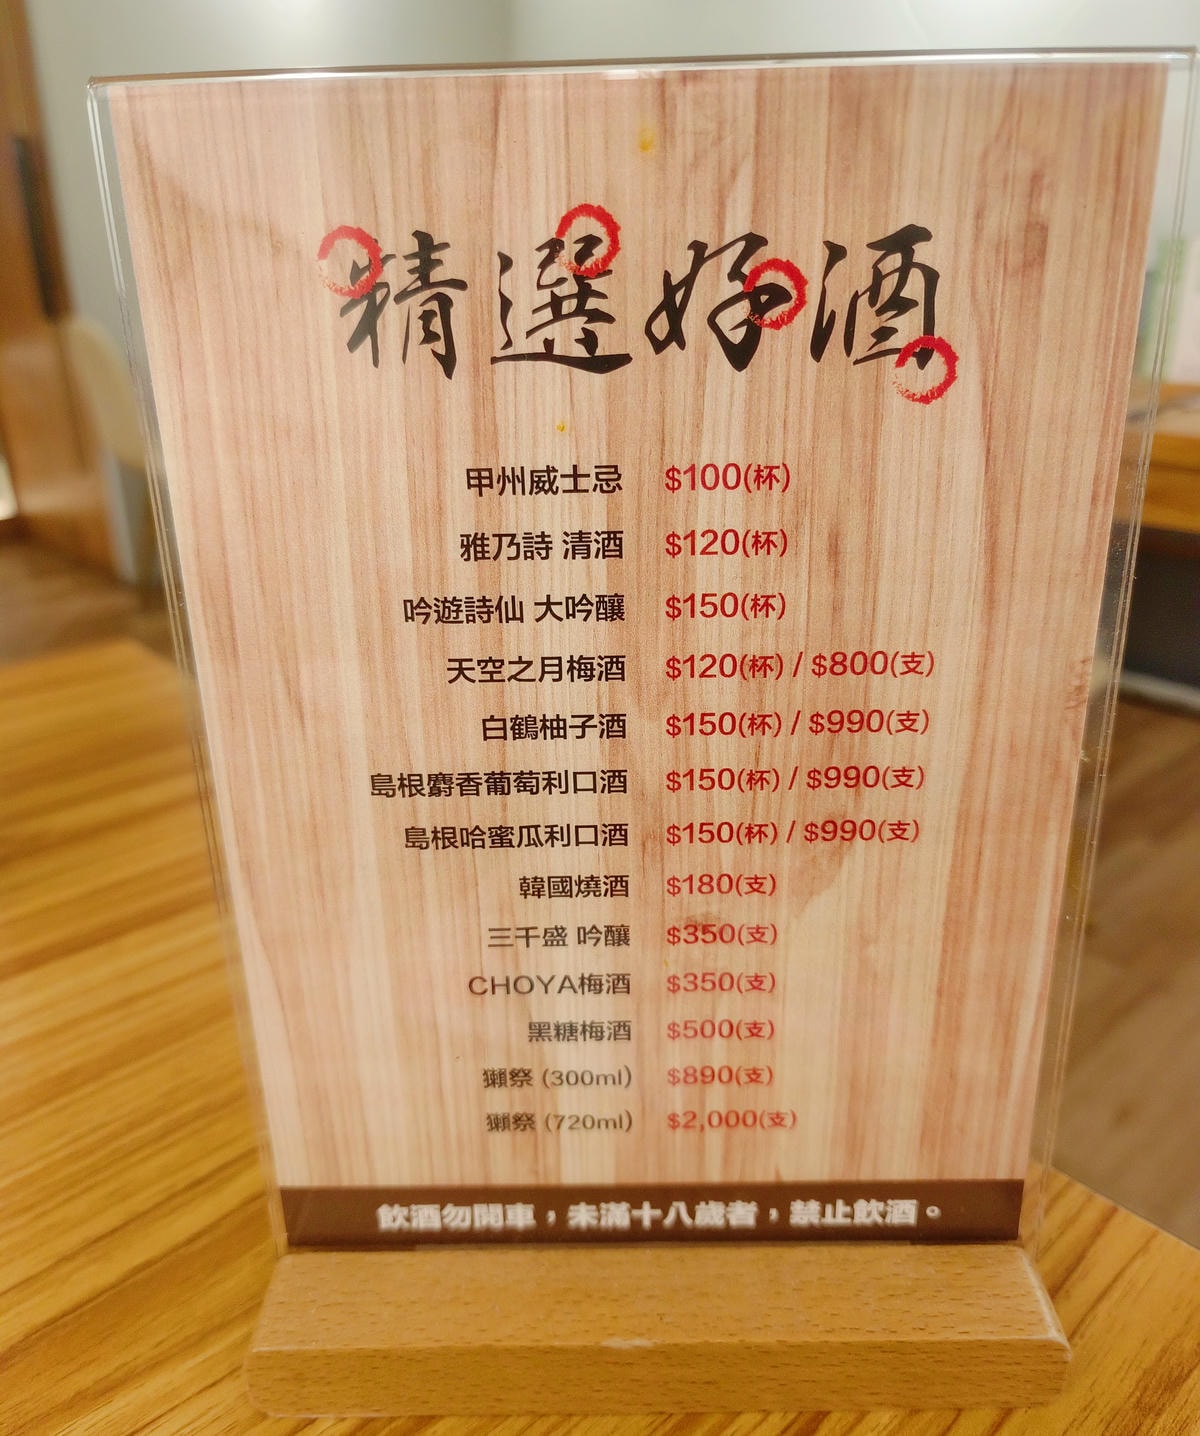 精選好酒
甲州威士忌 $100(杯)
雅乃詩 清酒 $120(杯)
吟遊詩仙 大吟釀 $150(杯)
天空之月梅酒 $120(杯) / $800(支)
白鶴柚子酒 $150(杯) / $990(支)
島根麝香葡萄利口酒 $150(杯) / $990(支)
島根哈蜜瓜利口酒 $150(杯) / $990(支)
韓國燒酒 $180(支)
三千盛 吟釀 $350(支)
CHOYA梅酒 $350(支)
黑糖梅酒 $500(支)
獺祭 (300ml) $890(支)
獺祭 (720ml) $2,000(支)
飲酒勿開車，未滿十八歲者，禁止飲酒。